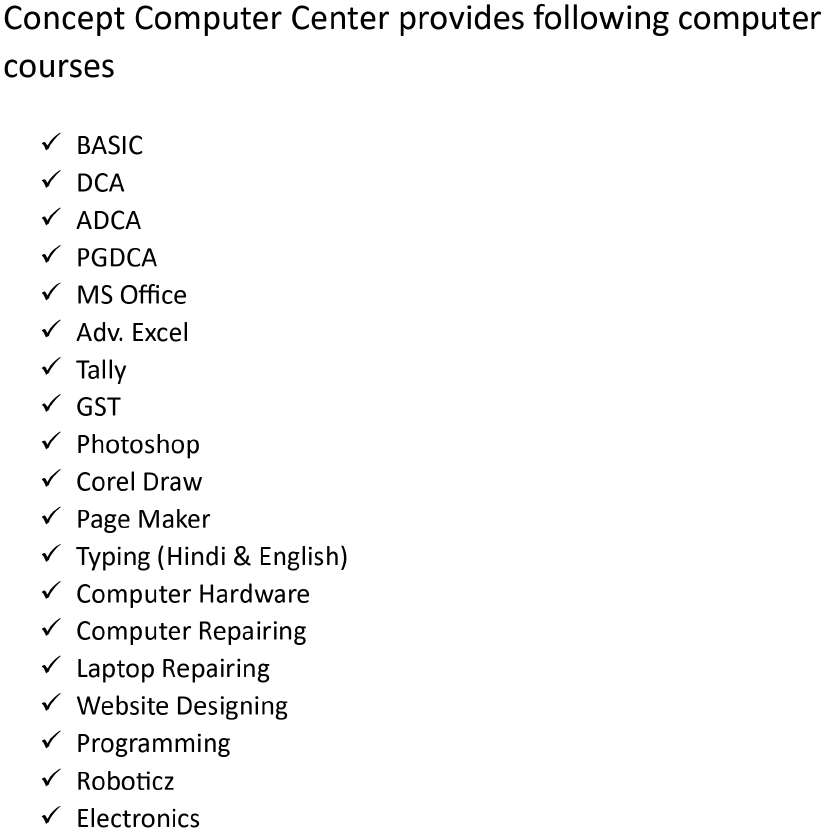 Concept Computer Center provides following computer
courses
✓ BASIC
✓ DCA
✓ ADCA
✓ PGDCA
✓ MS Office
✓ Adv. Excel
✓ Tally
✓ GST
✓ Photoshop
✓ Corel Draw
✓ Page Maker
✓ Typing (Hindi & English)
✓ Computer Hardware
✓ Computer Repairing
✓ Laptop Repairing
✓ Website Designing
✓ Programming
✓ Roboticz
✓ Electronics